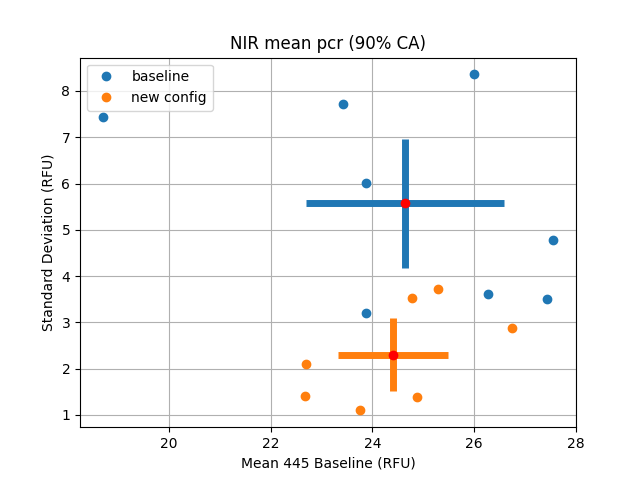 NIR mean pcr (90% CA)
baseline
new config
Standard Deviation (RFU)
8
7
6
5
4
3
2
1
20 22 24 26 28
Mean 445 Baseline (RFU)